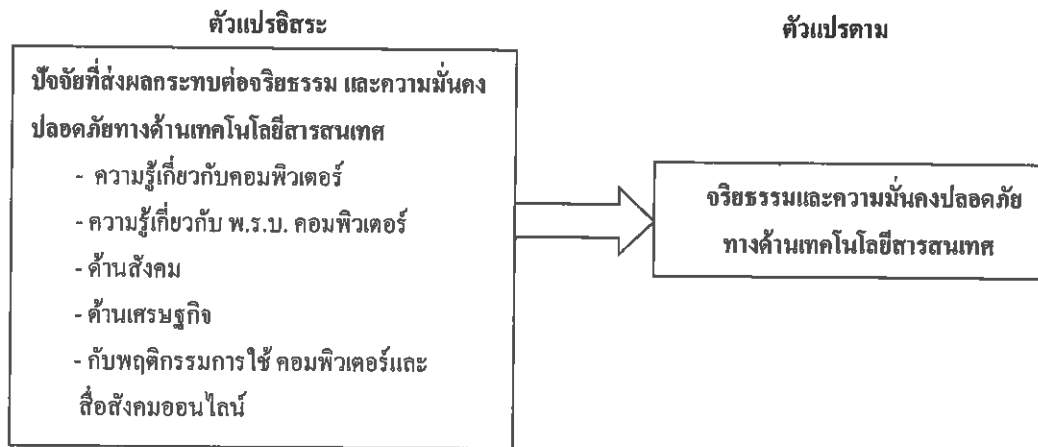 ตัวแปรอิสระ
ตัวแปรตาม
ปัจจัยที่ส่งผลกระทบต่อจริยธรรม และความมั่นคง
ปลอดภัยทางด้านเทคโนโลยีสารสนเทศ
- ความรู้เกี่ยวกับคอมพิวเตอร์
- ความรู้เกี่ยวกับ พ.ร.บ. คอมพิวเตอร์
- ด้านสังคม
- ด้านเศรษฐกิจ
- กับพฤติกรรมการใช้ คอมพิวเตอร์และ
สื่อสังคมออนไลน์
จริยธรรมและความมั่นคงปลอดภัย
ทางด้านเทคโนโลยีสารสนเทศ